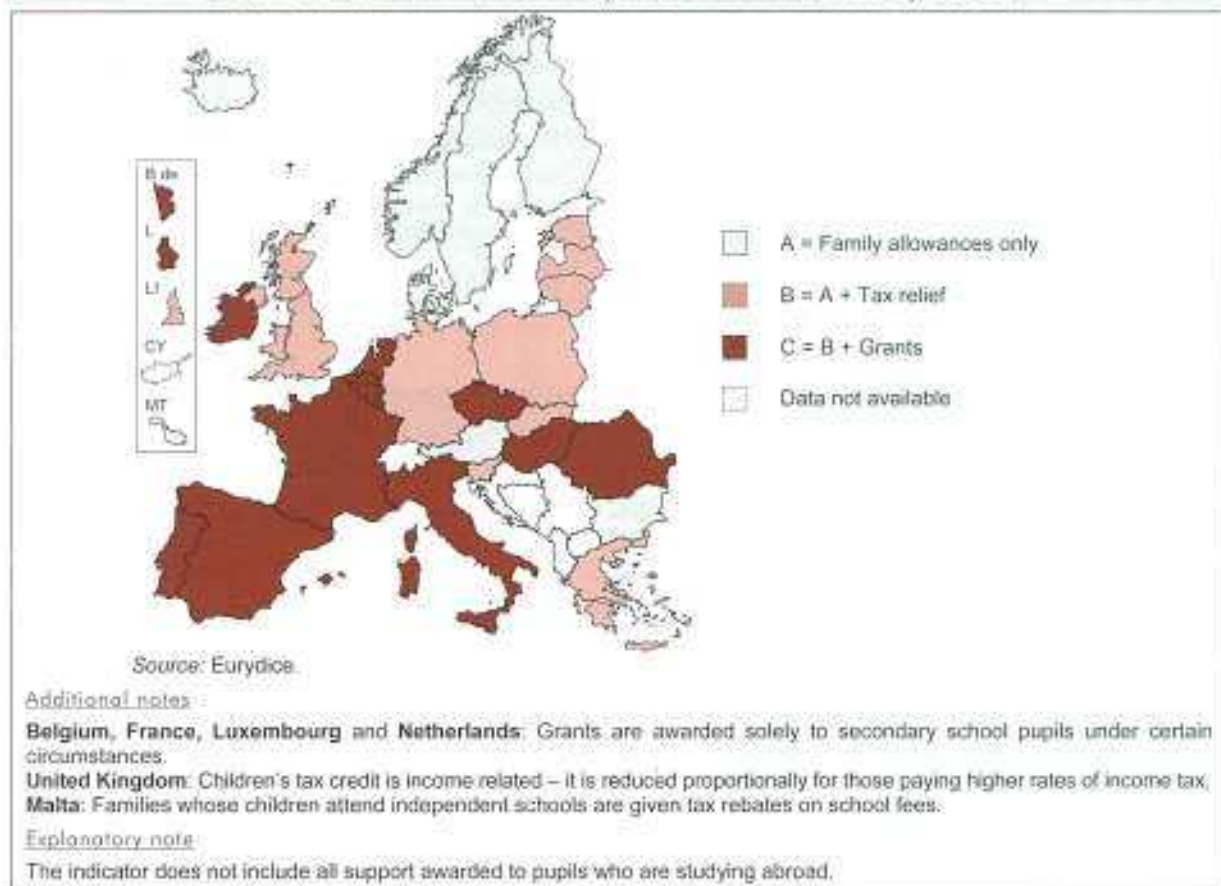 B de
L
LI
CY
MT
A = Family allowances only
B = A + Tax relief
C = B + Grants
Data not available
Source: Eurydice.
Additional notes
Belgium, France, Luxembourg and Netherlands: Grants are awarded solely to secondary school pupils under certain
circumstances.
United Kingdom: Children's tax credit is income related – it is reduced proportionally for those paying higher rates of income tax.
Malta: Families whose children attend independent schools are given tax rebates on school fees.
Explanatory note
The indicator does not include all support awarded to pupils who are studying abroad.